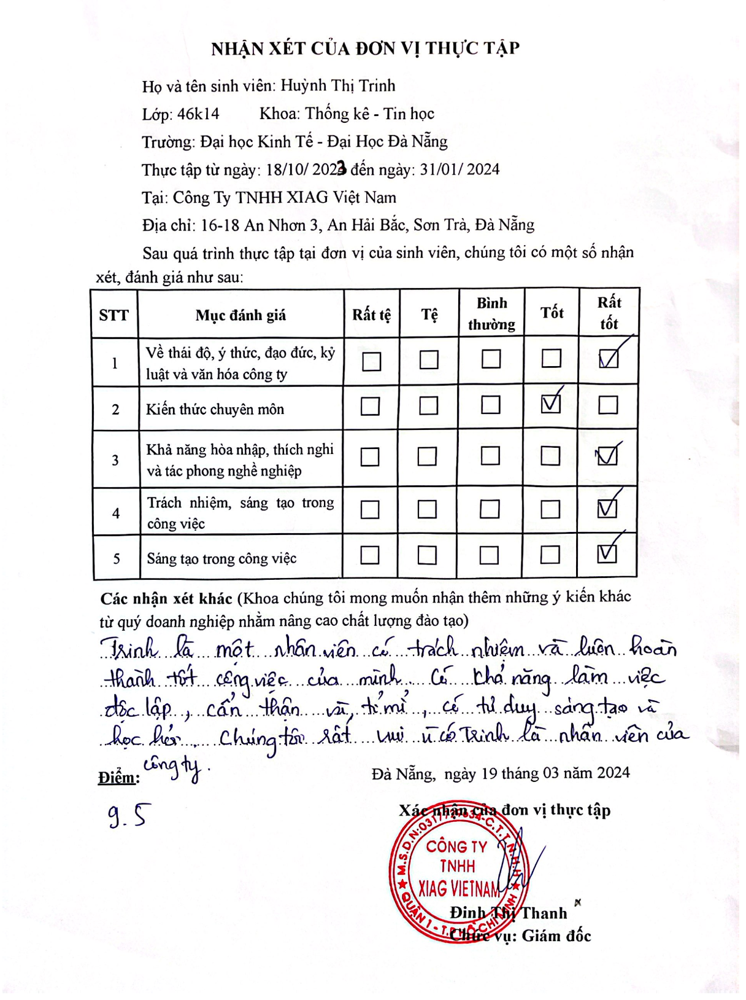 NHẬN XÉT CỦA ĐƠN VỊ THỰC TẬP
Họ và tên sinh viên: Huỳnh Thị Trinh
Lớp: 46k14 Khoa: Thống kê - Tin học
Trường: Đại học Kinh Tế - Đại Học Đà Nẵng
Thực tập từ ngày: 18/10/ 2023 đến ngày: 31/01/ 2024
Tại: Công Ty TNHH XIAG Việt Nam
Địa chỉ: 16-18 An Nhơn 3, An Hải Bắc, Sơn Trà, Đà Nẵng
Sau quá trình thực tập tại đơn vị của sinh viên, chúng tôi có một số nhận
xét, đánh giá như sau:
STT Mục đánh giá Rất tệ Tệ Bình thường Tốt Rất tốt
1 Về thái độ, ý thức, đạo đức, kỷ
luật và văn hóa công ty
2 Kiến thức chuyên môn
3 Khả năng hòa nhập, thích nghi
và tác phong nghề nghiệp
4 Trách nhiệm, sáng tạo trong
công việc
5 Sáng tạo trong công việc
Các nhận xét khác (Khoa chúng tôi mong muốn nhận thêm những ý kiến khác
từ quý doanh nghiệp nhằm nâng cao chất lượng đào tạo)
Trinh là một nhân viên có trách nhiệm và luôn hoàn
thành tốt công việc của mình. Có khả năng làm việc
độc lập, cẩn thận và, tỉ mỉ, có tư duy sáng tạo và
học hỏi. Chúng tôi rất vui vì có Trinh là nhân viên của
công ty.
Điểm: Đà Nẵng, ngày 19 tháng 03 năm 2024
9.5
Xác nhận của đơn vị thực tập
CÔNG TY
TNHH
XIAG VIETNAM
QUẬN 1 - T.P HỒ CHÍ MINH
Đinh Thị Thanh
Chức vụ: Giám đốc